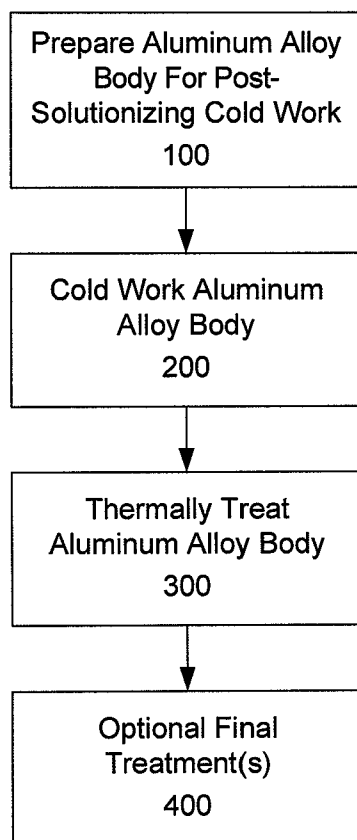 Prepare Aluminum Alloy
Body For Post-
Solutionizing Cold Work
100
Cold Work Aluminum
Alloy Body
200
Thermally Treat
Aluminum Alloy Body
300
Optional Final
Treatment(s)
400